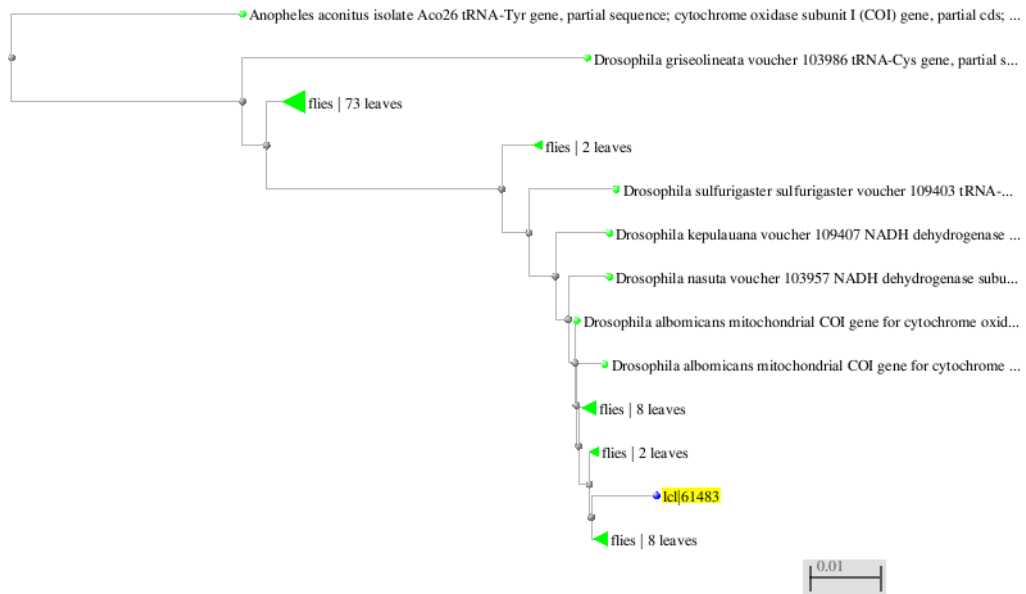 Anopheles aconitus isolate Aco26 tRNA-Tyr gene, partial sequence; cytochrome oxidase subunit I (COI) gene, partial cds; ...
Drosophila griseolineata voucher 103986 tRNA-Cys gene, partial s...
flies | 73 leaves
flies | 2 leaves
Drosophila sulfurigaster sulfurigaster voucher 109403 tRNA-...
Drosophila kepulauana voucher 109407 NADH dehydrogenase ...
Drosophila nasuta voucher 103957 NADH dehydrogenase subu...
Drosophila albomicans mitochondrial COI gene for cytochrome oxid...
Drosophila albomicans mitochondrial COI gene for cytochrome ...
flies | 8 leaves
flies | 2 leaves
lcl|61483
flies | 8 leaves
0.01